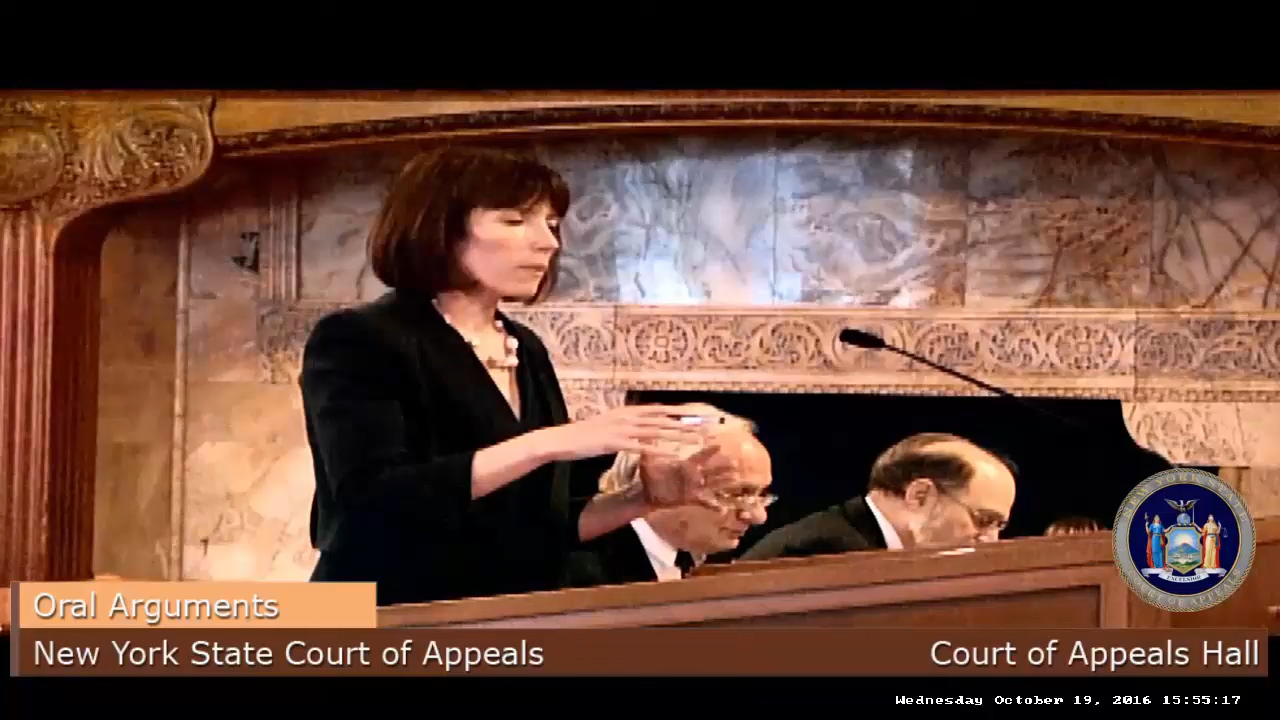 Oral Arguments
New York State Court of Appeals
Court of Appeals Hall
EXCELSIOR
Wednesday October 19, 2016 15:55:17